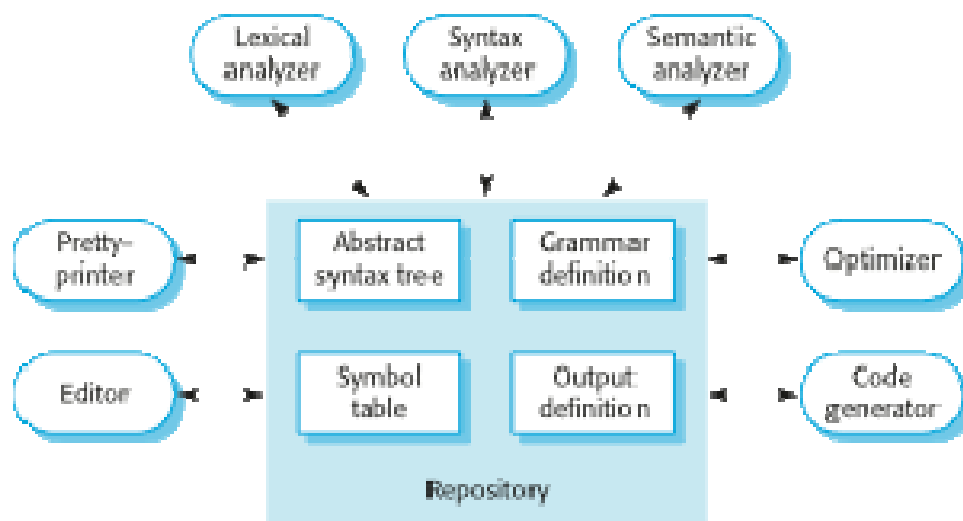 Lexical
analyzer
Syntax
analyzer
Semantic
analyzer
Pretty-
printer
Abstract
syntax tree
Grammar
definition
Optimizer
Editor
Symbol
table
Output
definition
Code
generator
Repository